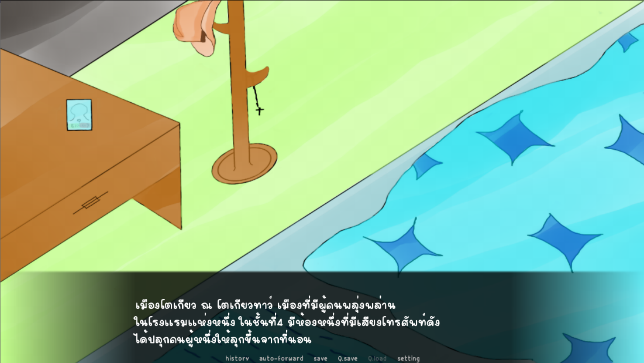 เมืองโตเกียว ณ โตเกียวทาว์ เมืองที่มีผู้คนพลุ่งพล่าน
ในโรงแรมแห่งหนึ่ง ในชั้นที่4 มีห้องหนึ่งที่มีเสียงโทรศัพท์ดัง
ได้ปลุกคนผู้หนึ่งให้ลุกขึ้นจากที่นอน
history auto-forward save Q.save Q.load setting